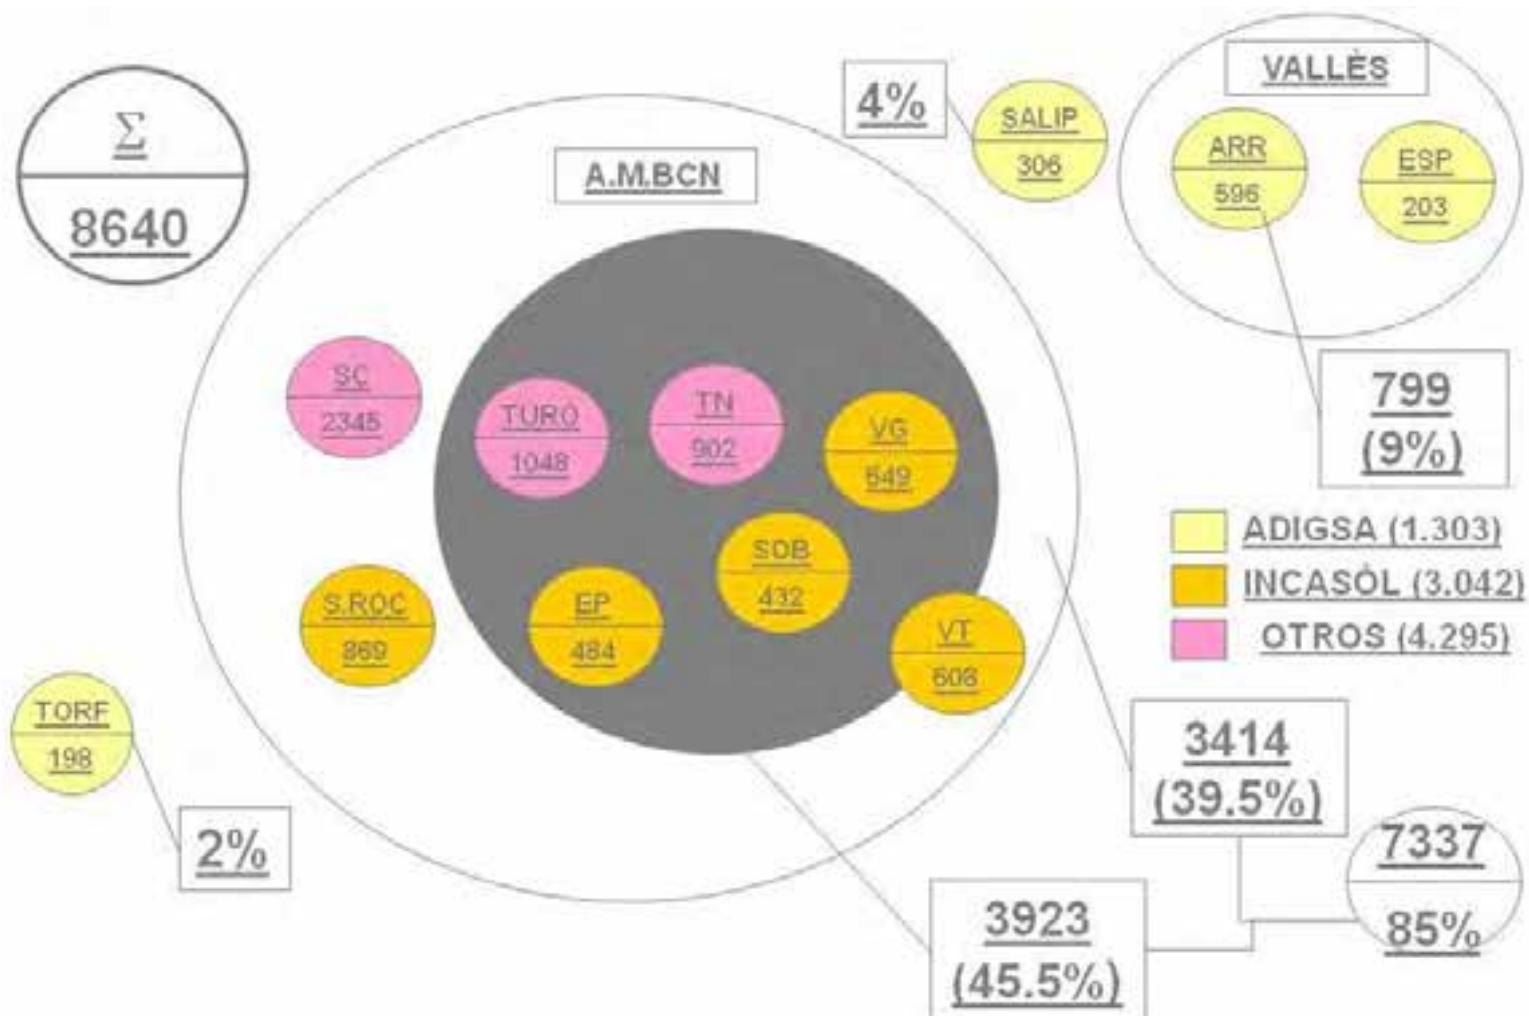 Σ
8640
A.M.BCN
4%
SALIP
306
VALLÈS
ARR
596
ESP
203
799
(9%)
SC
2345
TURÓ
1048
TN
902
VG
649
SOB
432
S.ROC
869
EP
484
VT
608
ADIGSA (1.303)
INCASÒL (3.042)
OTROS (4.295)
TORF
198
2%
3414
(39.5%)
7337
85%
3923
(45.5%)